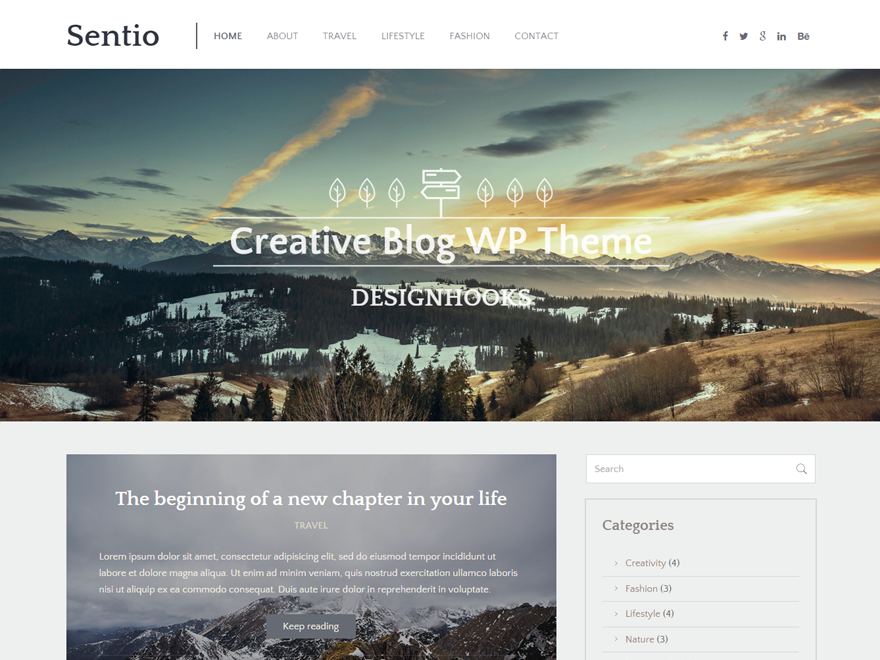 Sentio
HOME ABOUT TRAVEL LIFESTYLE FASHION CONTACT
f g in Bē
Creative Blog WP Theme
DESIGNHOOKS
The beginning of a new chapter in your life
TRAVEL
Lorem ipsum dolor sit amet, consectetur adipisicing elit, sed do eiusmod tempor incididunt ut
labore et dolore magna aliqua. Ut enim ad minim veniam, quis nostrud exercitation ullamco laboris
nisi ut aliquip ex ea commodo consequat. Duis aute irure dolor in reprehenderit in voluptate.
Keep reading
Search
Categories
Creativity (4)
Fashion (3)
Lifestyle (4)
Nature (3)